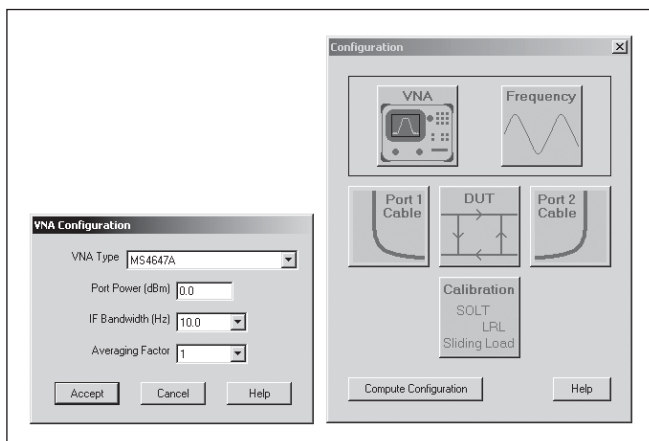 VNA Configuration
VNA Type MS4647A
Port Power (dBm) 0.0
IF Bandwidth (Hz) 10.0
Averaging Factor 1
Accept Cancel Help
Configuration
VNA Frequency
Port 1
Cable
DUT
Port 2
Cable
Calibration
SOLT
LRL
Sliding Load
Compute Configuration Help